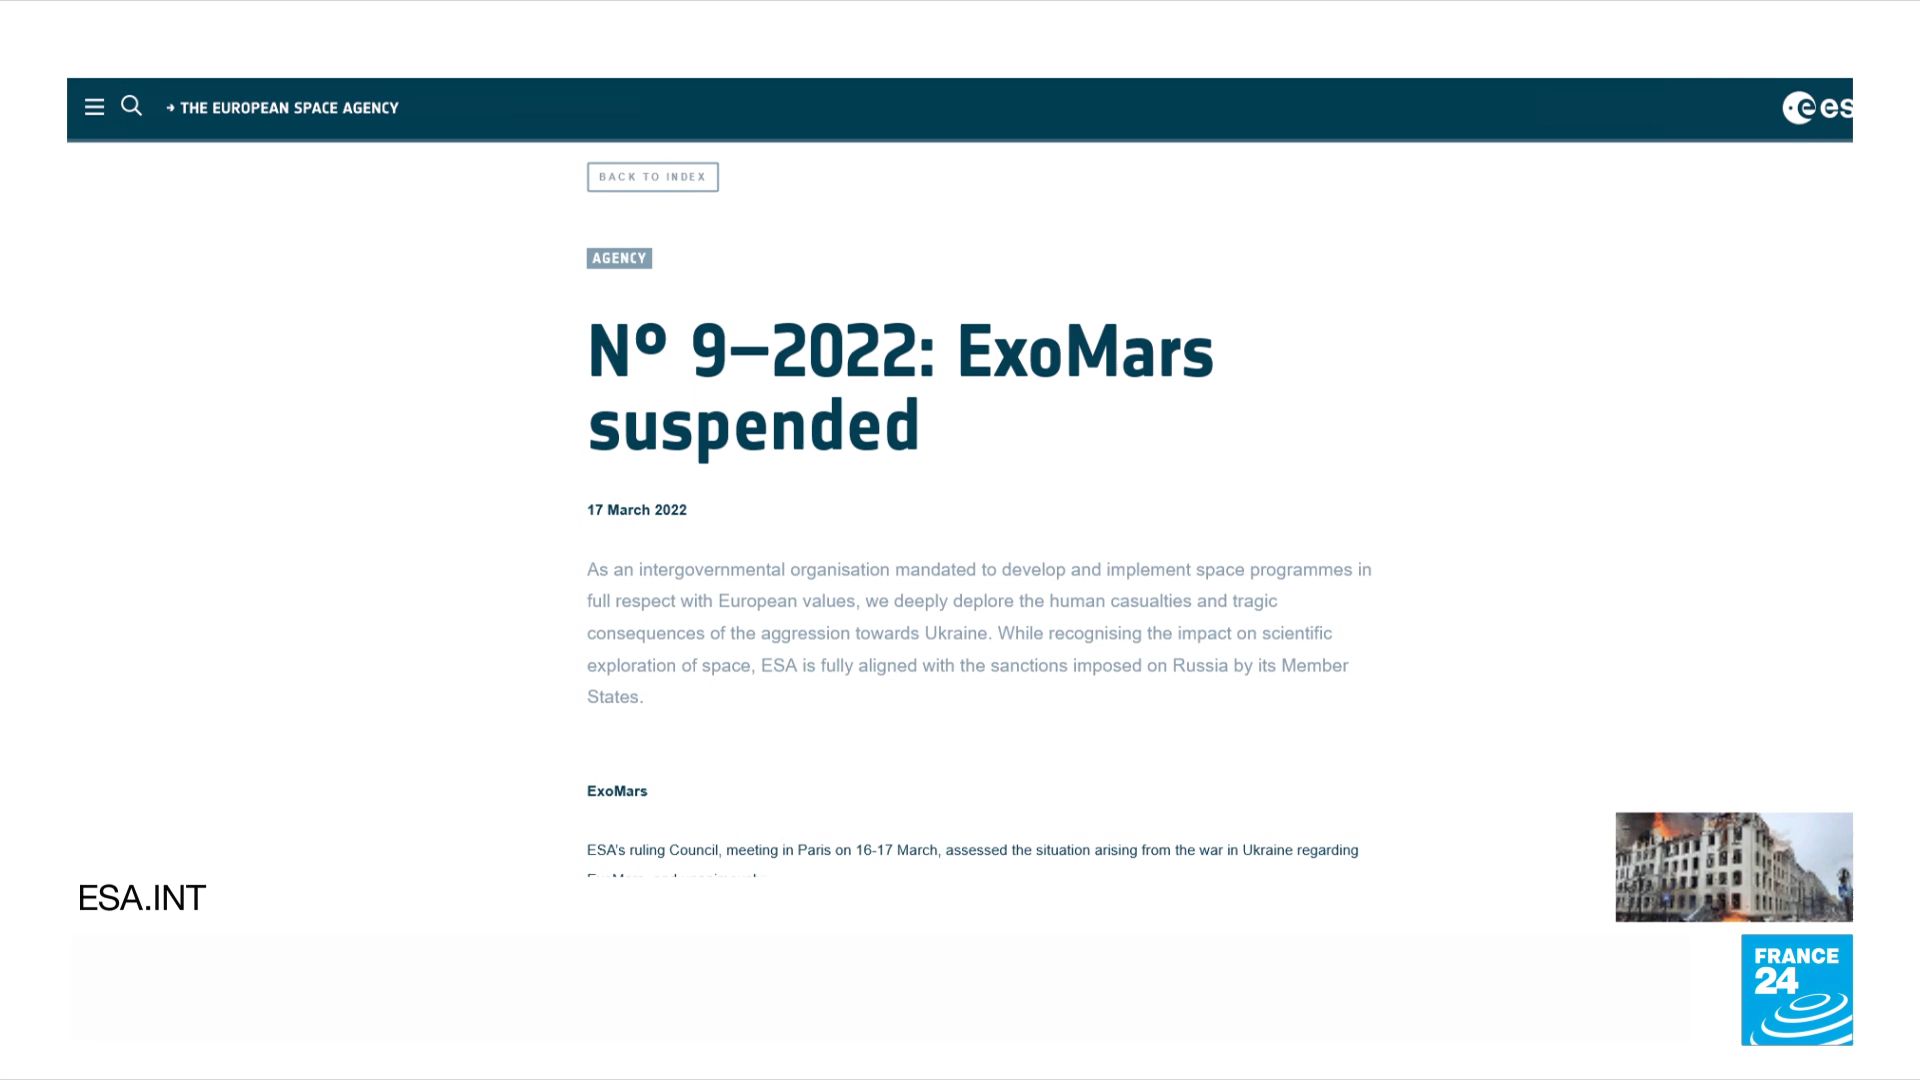 → THE EUROPEAN SPACE AGENCY
es
BACK TO INDEX
AGENCY
Nº 9–2022: ExoMars
suspended
17 March 2022
As an intergovernmental organisation mandated to develop and implement space programmes in
full respect with European values, we deeply deplore the human casualties and tragic
consequences of the aggression towards Ukraine. While recognising the impact on scientific
exploration of space, ESA is fully aligned with the sanctions imposed on Russia by its Member
States.
ExoMars
ESA's ruling Council, meeting in Paris on 16-17 March, assessed the situation arising from the war in Ukraine regarding
ESA.INT
FRANCE
24